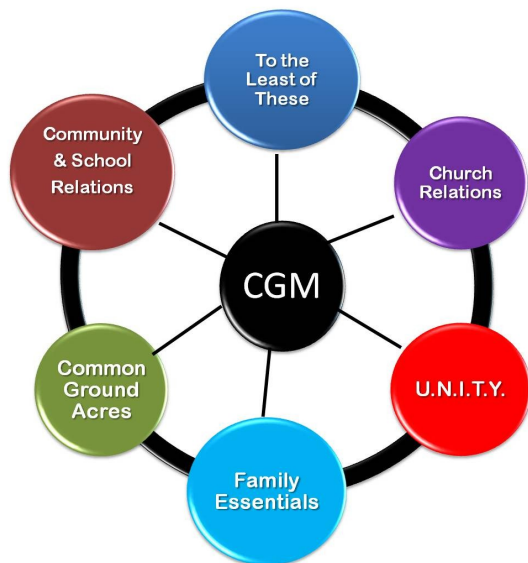 To the
Least of
These
Community
& School
Relations
Church
Relations
CGM
Common
Ground
Acres
U.N.I.T.Y.
Family
Essentials